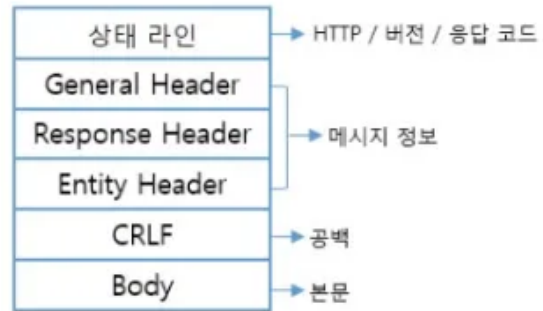 상태 라인
HTTP / 버전 / 응답 코드
General Header
Response Header
메시지 정보
Entity Header
CRLF
공백
Body
본문